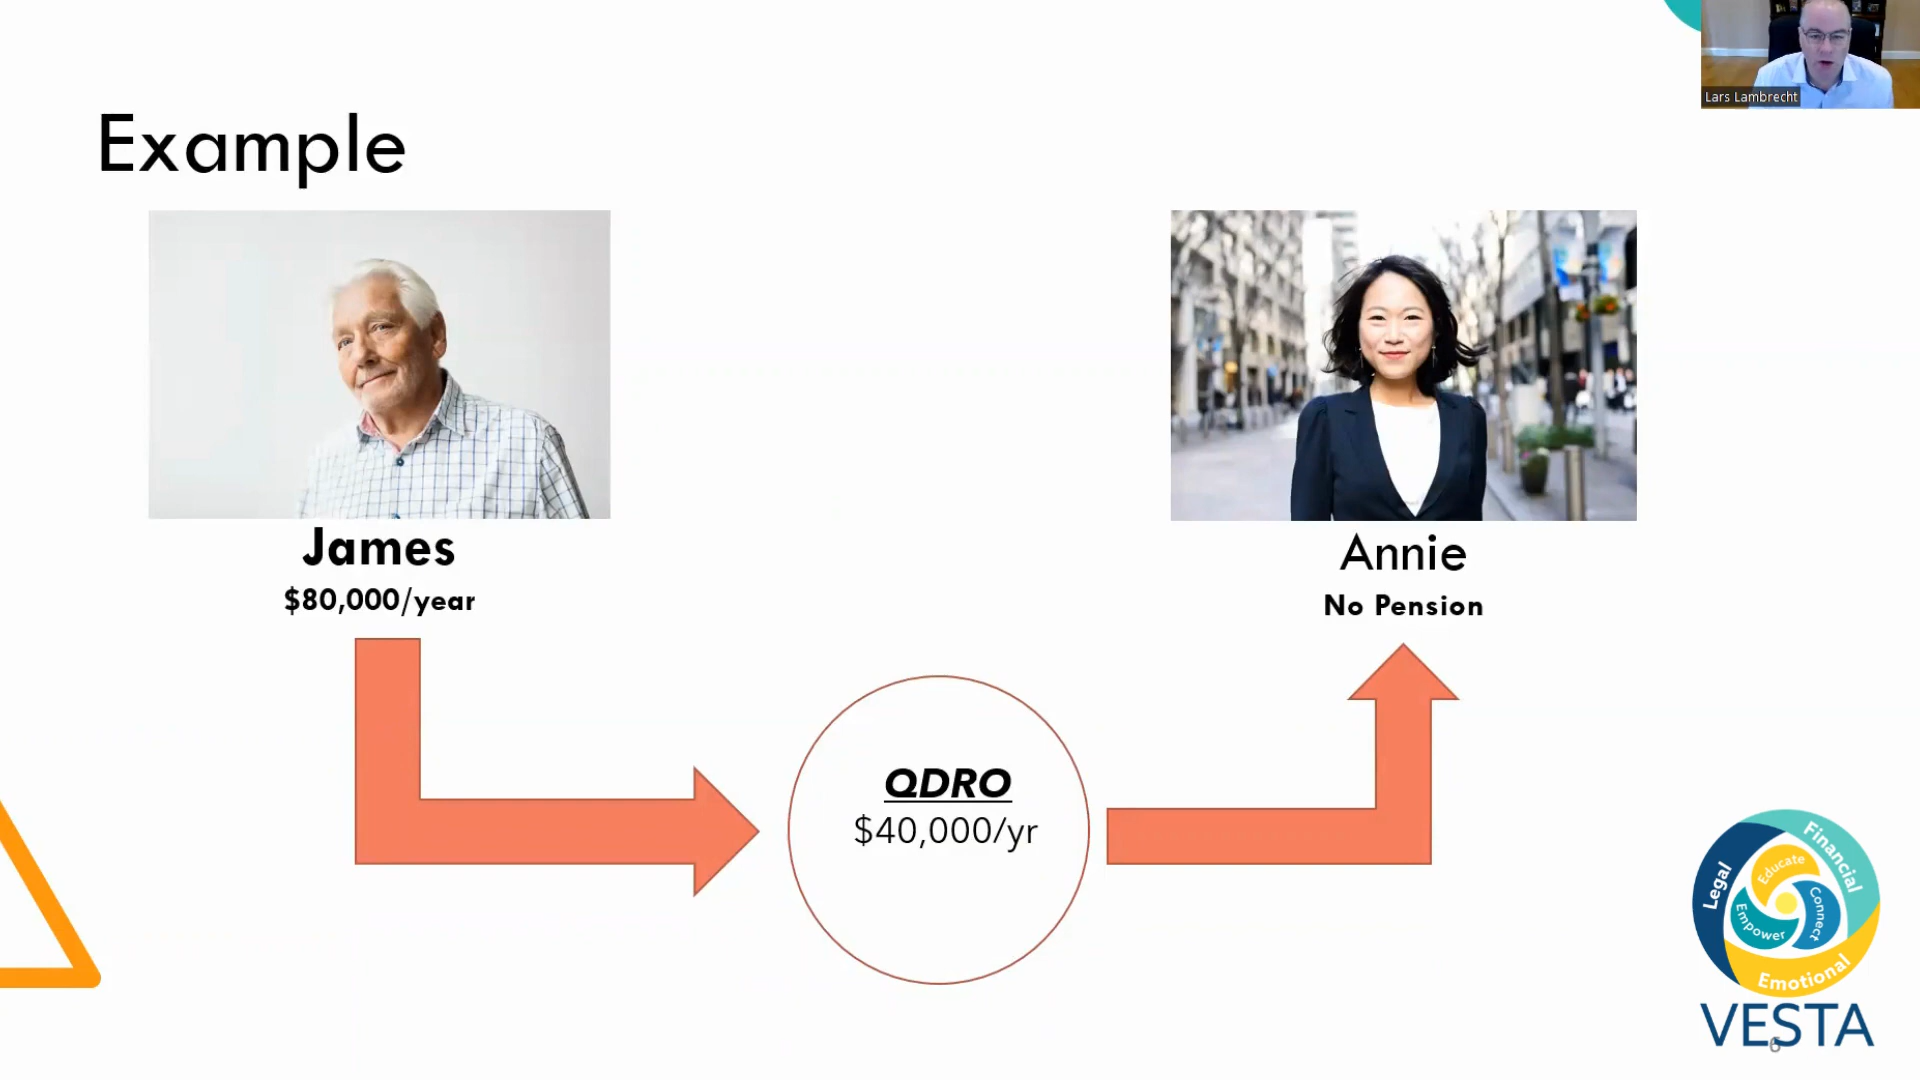 Lars Lambrecht
Example
James
$80,000/year
Annie
No Pension
QDRO
$40,000/yr
Legal
Financial
Emotional
Educate
Connect
Empower
VESTA
6